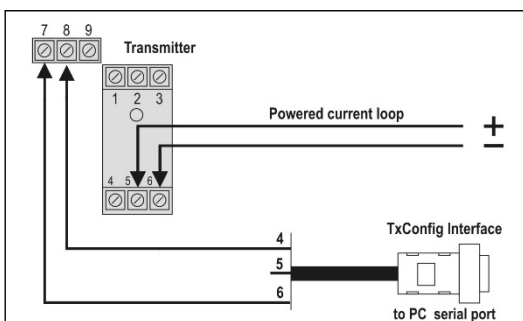 7 8 9
Transmitter
1 2 3
Powered current loop
+
−
4 5 6
4
5
6
TxConfig Interface
to PC serial port